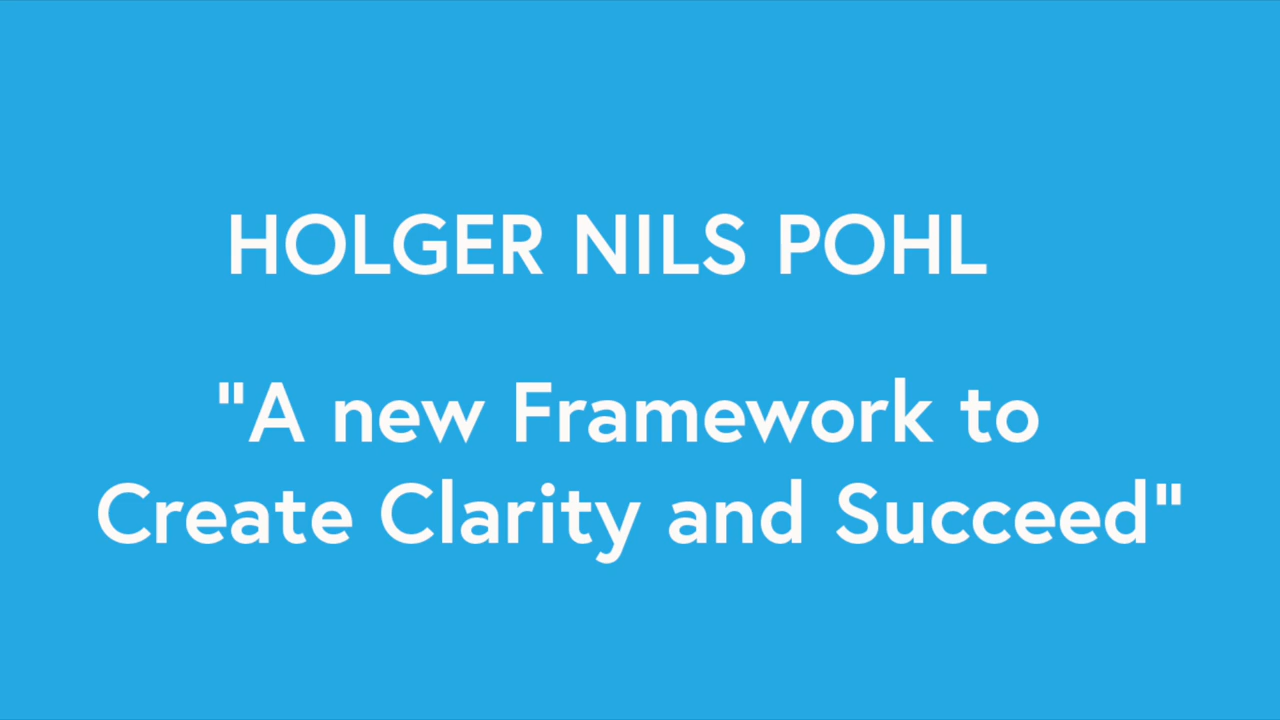 HOLGER NILS POHL
"A new Framework to
Create Clarity and Succeed"